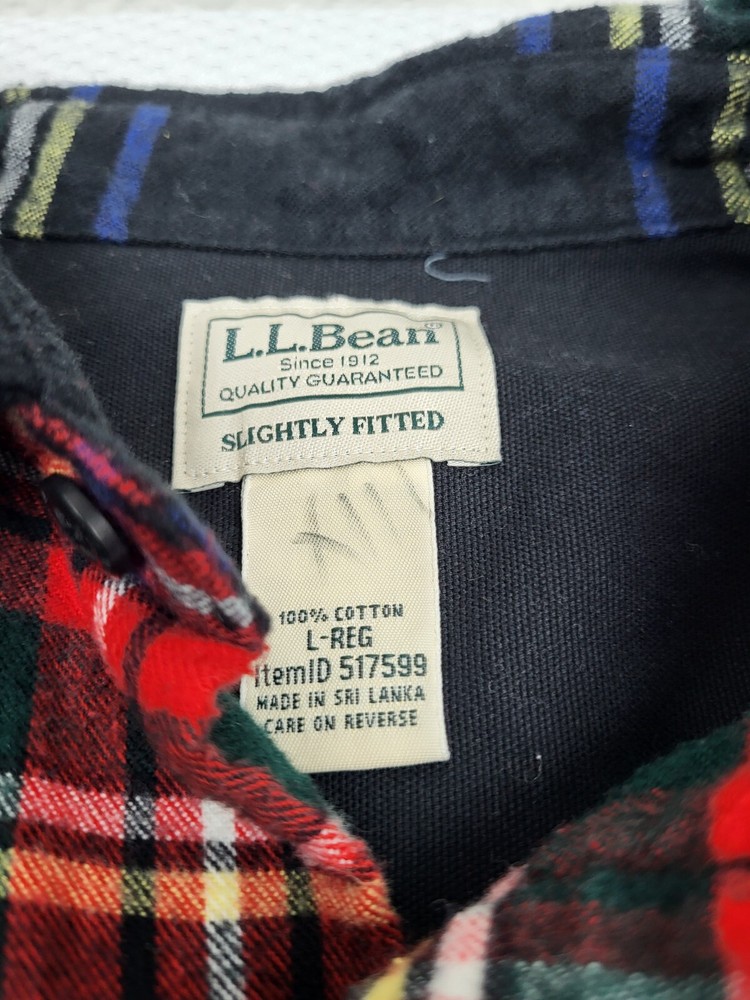 L.L.Bean®
Since 1912
QUALITY GUARANTEED
SLIGHTLY FITTED
100% COTTON
L-REG
ItemID 517599
MADE IN SRI LANKA
CARE ON REVERSE